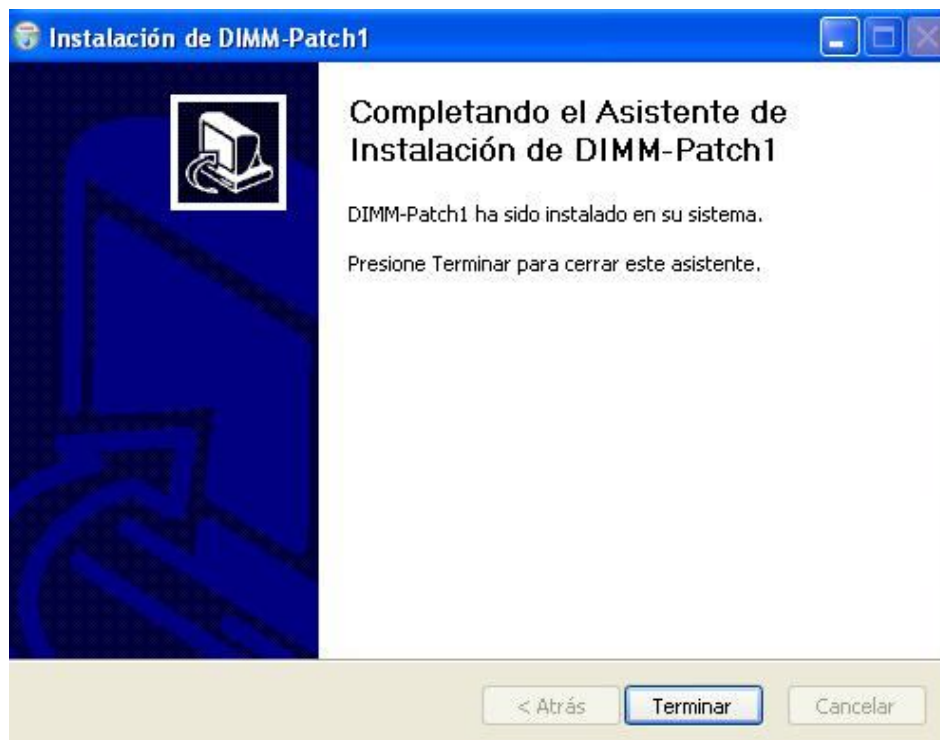 Instalación de DIMM-Patch1
Completando el Asistente de
Instalación de DIMM-Patch1
DIMM-Patch1 ha sido instalado en su sistema.
Presione Terminar para cerrar este asistente.
< Atrás
Terminar
Cancelar